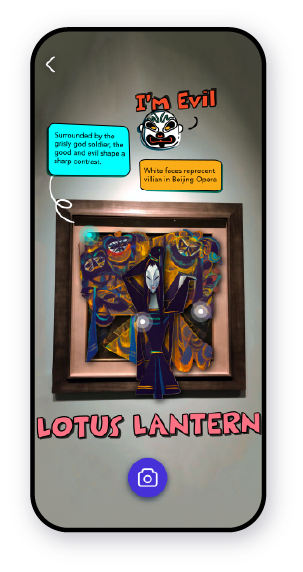 I'm Evil
Surrounded by the
grisly god soldier, the
good and evil shape a
sharp contrast.
White faces represent
villian in Beijing Opera
LOTUS LANTERN